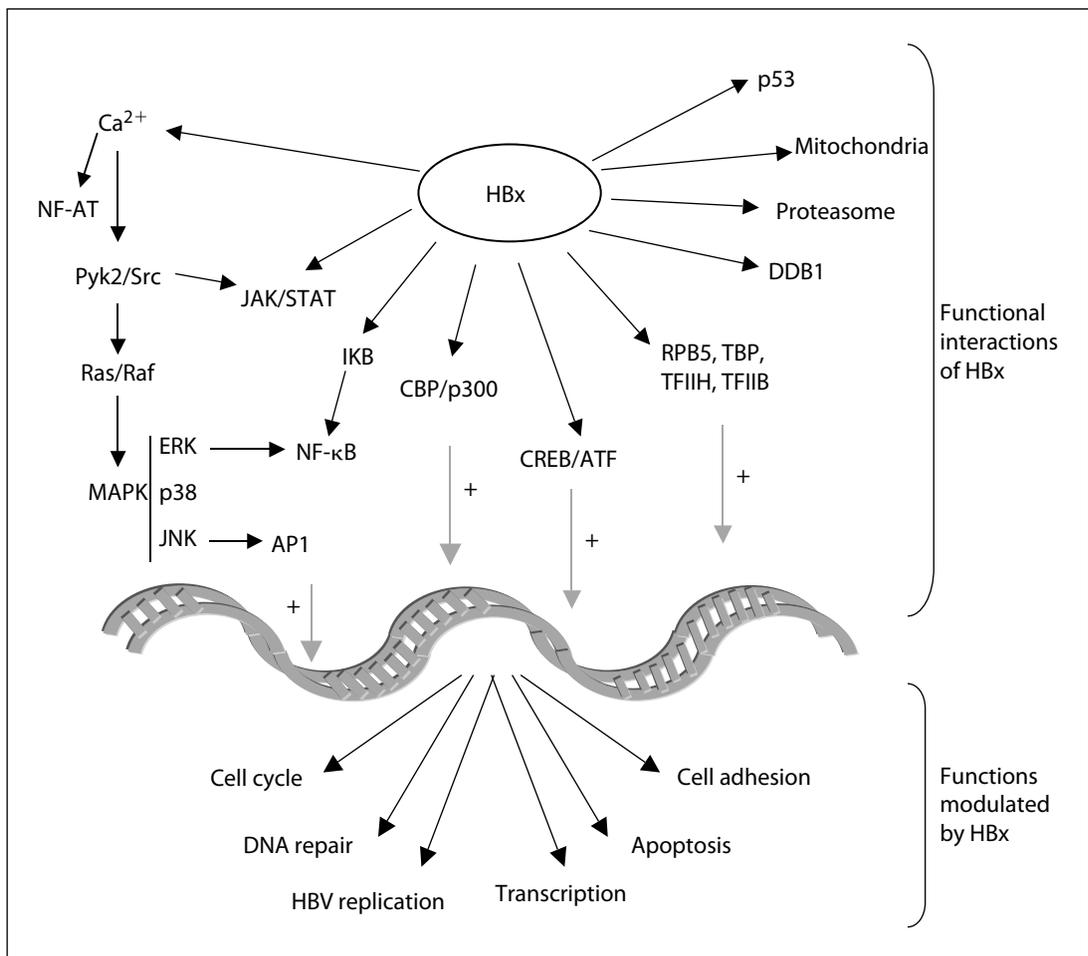 p53
Ca2+
Mitochondria
HBx
NF-AT
Proteasome
Pyk2/Src
DDB1
JAK/STAT
Functional
interactions
of HBx
IKB
RPB5, TBP,
TFIIH, TFIIB
Ras/Raf
CBP/p300
ERK
NF-κB
CREB/ATF
+
+
MAPK
p38
JNK
AP1
+
+
Cell cycle
Cell adhesion
Functions
modulated
by HBx
DNA repair
Apoptosis
HBV replication
Transcription